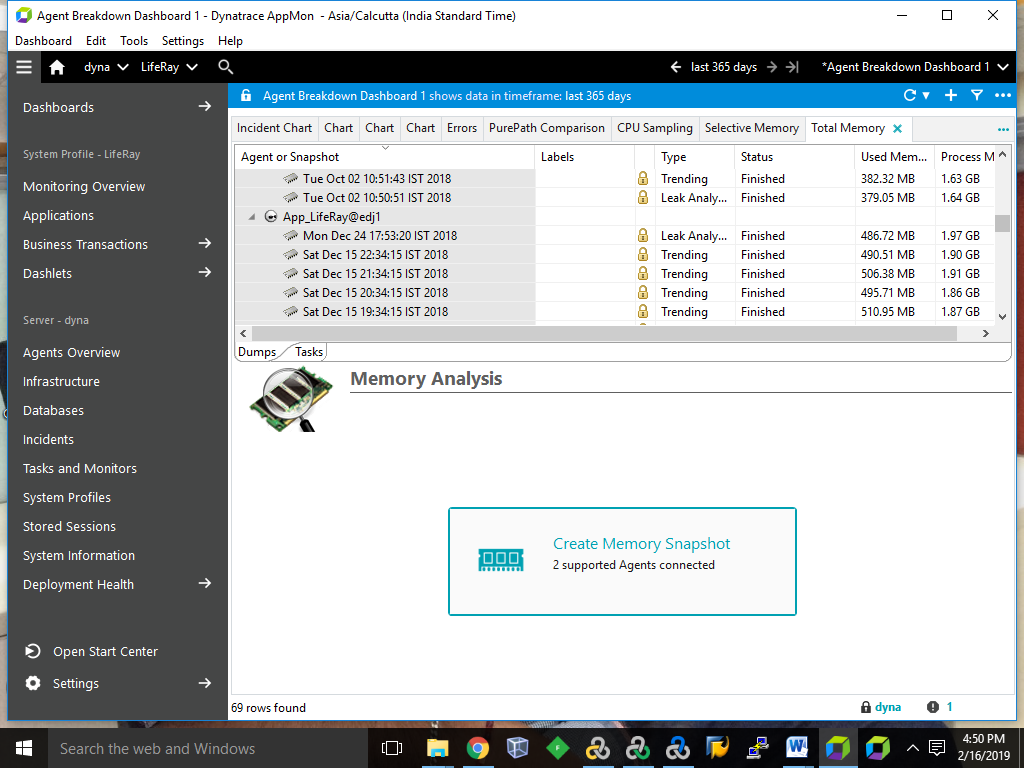 Agent Breakdown Dashboard 1 - Dynatrace AppMon - Asia/Calcutta (India Standard Time)
Dashboard Edit Tools Settings Help
dyna LifeRay last 365 days *Agent Breakdown Dashboard 1
Agent Breakdown Dashboard 1 shows data in timeframe: last 365 days
Incident Chart Chart Chart Chart Errors PurePath Comparison CPU Sampling Selective Memory Total Memory
Agent or Snapshot Labels Type Status Used Mem... Process M
Tue Oct 02 10:51:43 IST 2018 Trending Finished 382.32 MB 1.63 GB
Tue Oct 02 10:50:51 IST 2018 Leak Analy... Finished 379.05 MB 1.64 GB
App_LifeRay@edj1
Mon Dec 24 17:53:20 IST 2018 Leak Analy... Finished 486.72 MB 1.97 GB
Sat Dec 15 22:34:15 IST 2018 Trending Finished 490.51 MB 1.90 GB
Sat Dec 15 21:34:15 IST 2018 Trending Finished 506.38 MB 1.91 GB
Sat Dec 15 20:34:15 IST 2018 Trending Finished 495.71 MB 1.86 GB
Sat Dec 15 19:34:15 IST 2018 Trending Finished 510.95 MB 1.87 GB
Dumps Tasks
Memory Analysis
Create Memory Snapshot
2 supported Agents connected
69 rows found dyna 1
Dashboards
System Profile - LifeRay
Monitoring Overview
Applications
Business Transactions
Dashlets
Server - dyna
Agents Overview
Infrastructure
Databases
Incidents
Tasks and Monitors
System Profiles
Stored Sessions
System Information
Deployment Health
Open Start Center
Settings
Search the web and Windows
4:50 PM
2/16/2019